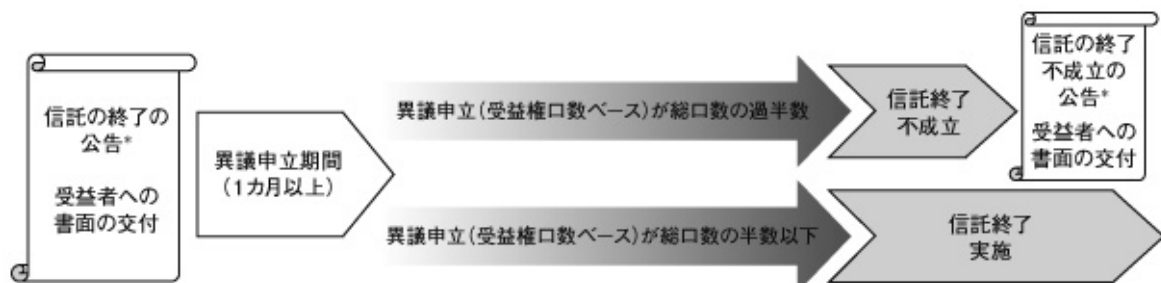 信託の終了の
公告*
受益者への
書面の交付
異議申立期間
(1カ月以上)
異議申立(受益権口数ベース)が総口数の過半数
信託終了
不成立
信託の終了
不成立の
公告*
受益者への
書面の交付
異議申立(受益権口数ベース)が総口数の半数以下
信託終了
実施